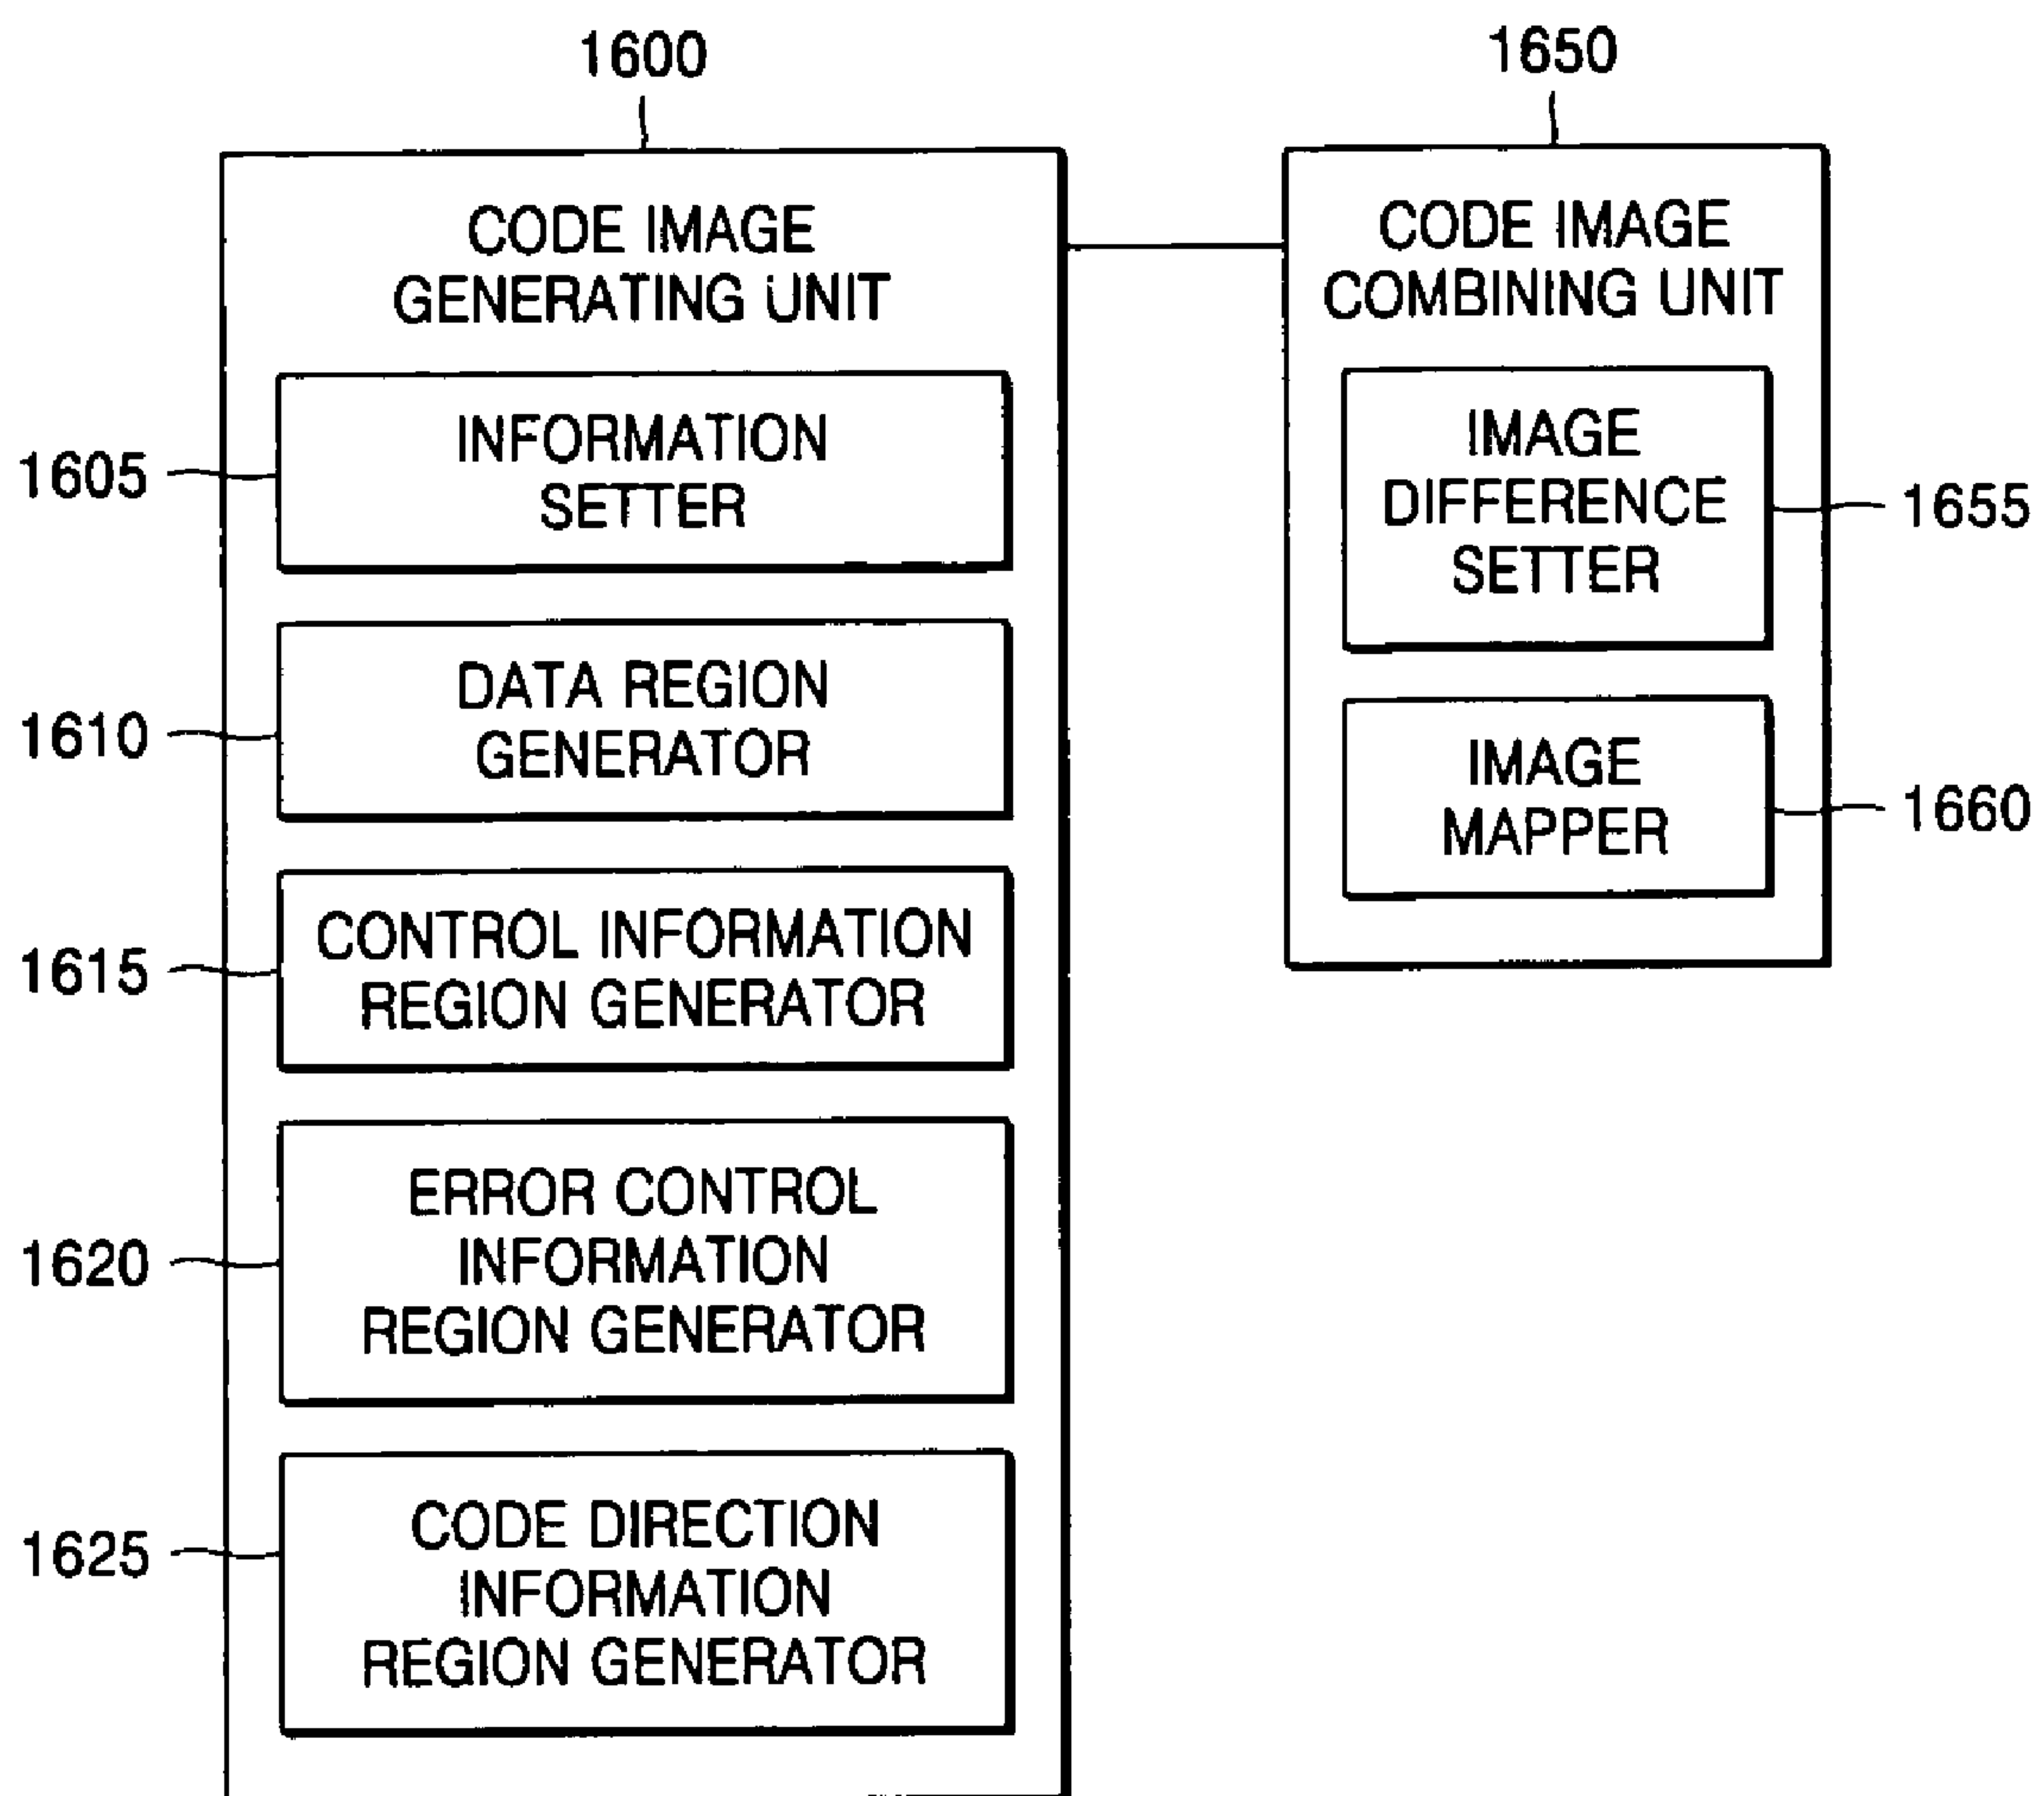 1600
CODE IMAGE
GENERATING UNIT
1605
INFORMATION
SETTER
1610
DATA REGION
GENERATOR
1615
CONTROL INFORMATION
REGION GENERATOR
1620
ERROR CONTROL
INFORMATION
REGION GENERATOR
1625
CODE DIRECTION
INFORMATION
REGION GENERATOR
1650
CODE IMAGE
COMBINING UNIT
IMAGE
DIFFERENCE
SETTER
1655
IMAGE
MAPPER
1660